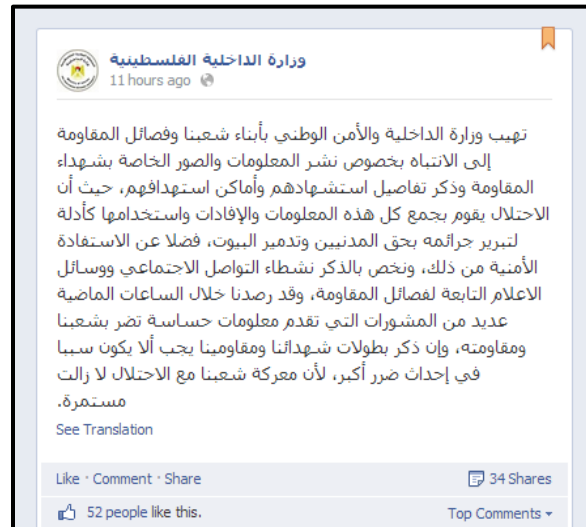 وزارة الداخلية الفلسطينية
11 hours ago
تهيب وزارة الداخلية والأمن الوطني بأبناء شعبنا وفصائل المقاومة
إلى الانتباه بخصوص نشر المعلومات والصور الخاصة بشهداء
المقاومة وذكر تفاصيل استشهادهم وأماكن استهدافهم، حيث أن
الاحتلال يقوم بجمع كل هذه المعلومات والإفادات واستخدامها كأدلة
لتبرير جرائمه بحق المدنيين وتدمير البيوت، فضلا عن الاستفادة
الأمنية من ذلك، ونخص بالذكر نشطاء التواصل الاجتماعي ووسائل
الاعلام التابعة لفصائل المقاومة، وقد رصدنا خلال الساعات الماضية
عديد من المشورات التي تقدم معلومات حساسة تضر بشعبنا
ومقاومته، وإن ذكر بطولات شهدائنا ومقاومينا يجب ألا يكون سببا
في إحداث ضرر أكبر، لأن معركة شعبنا مع الاحتلال لا زالت
مستمرة.
See Translation
Like · Comment · Share 34 Shares
52 people like this. Top Comments